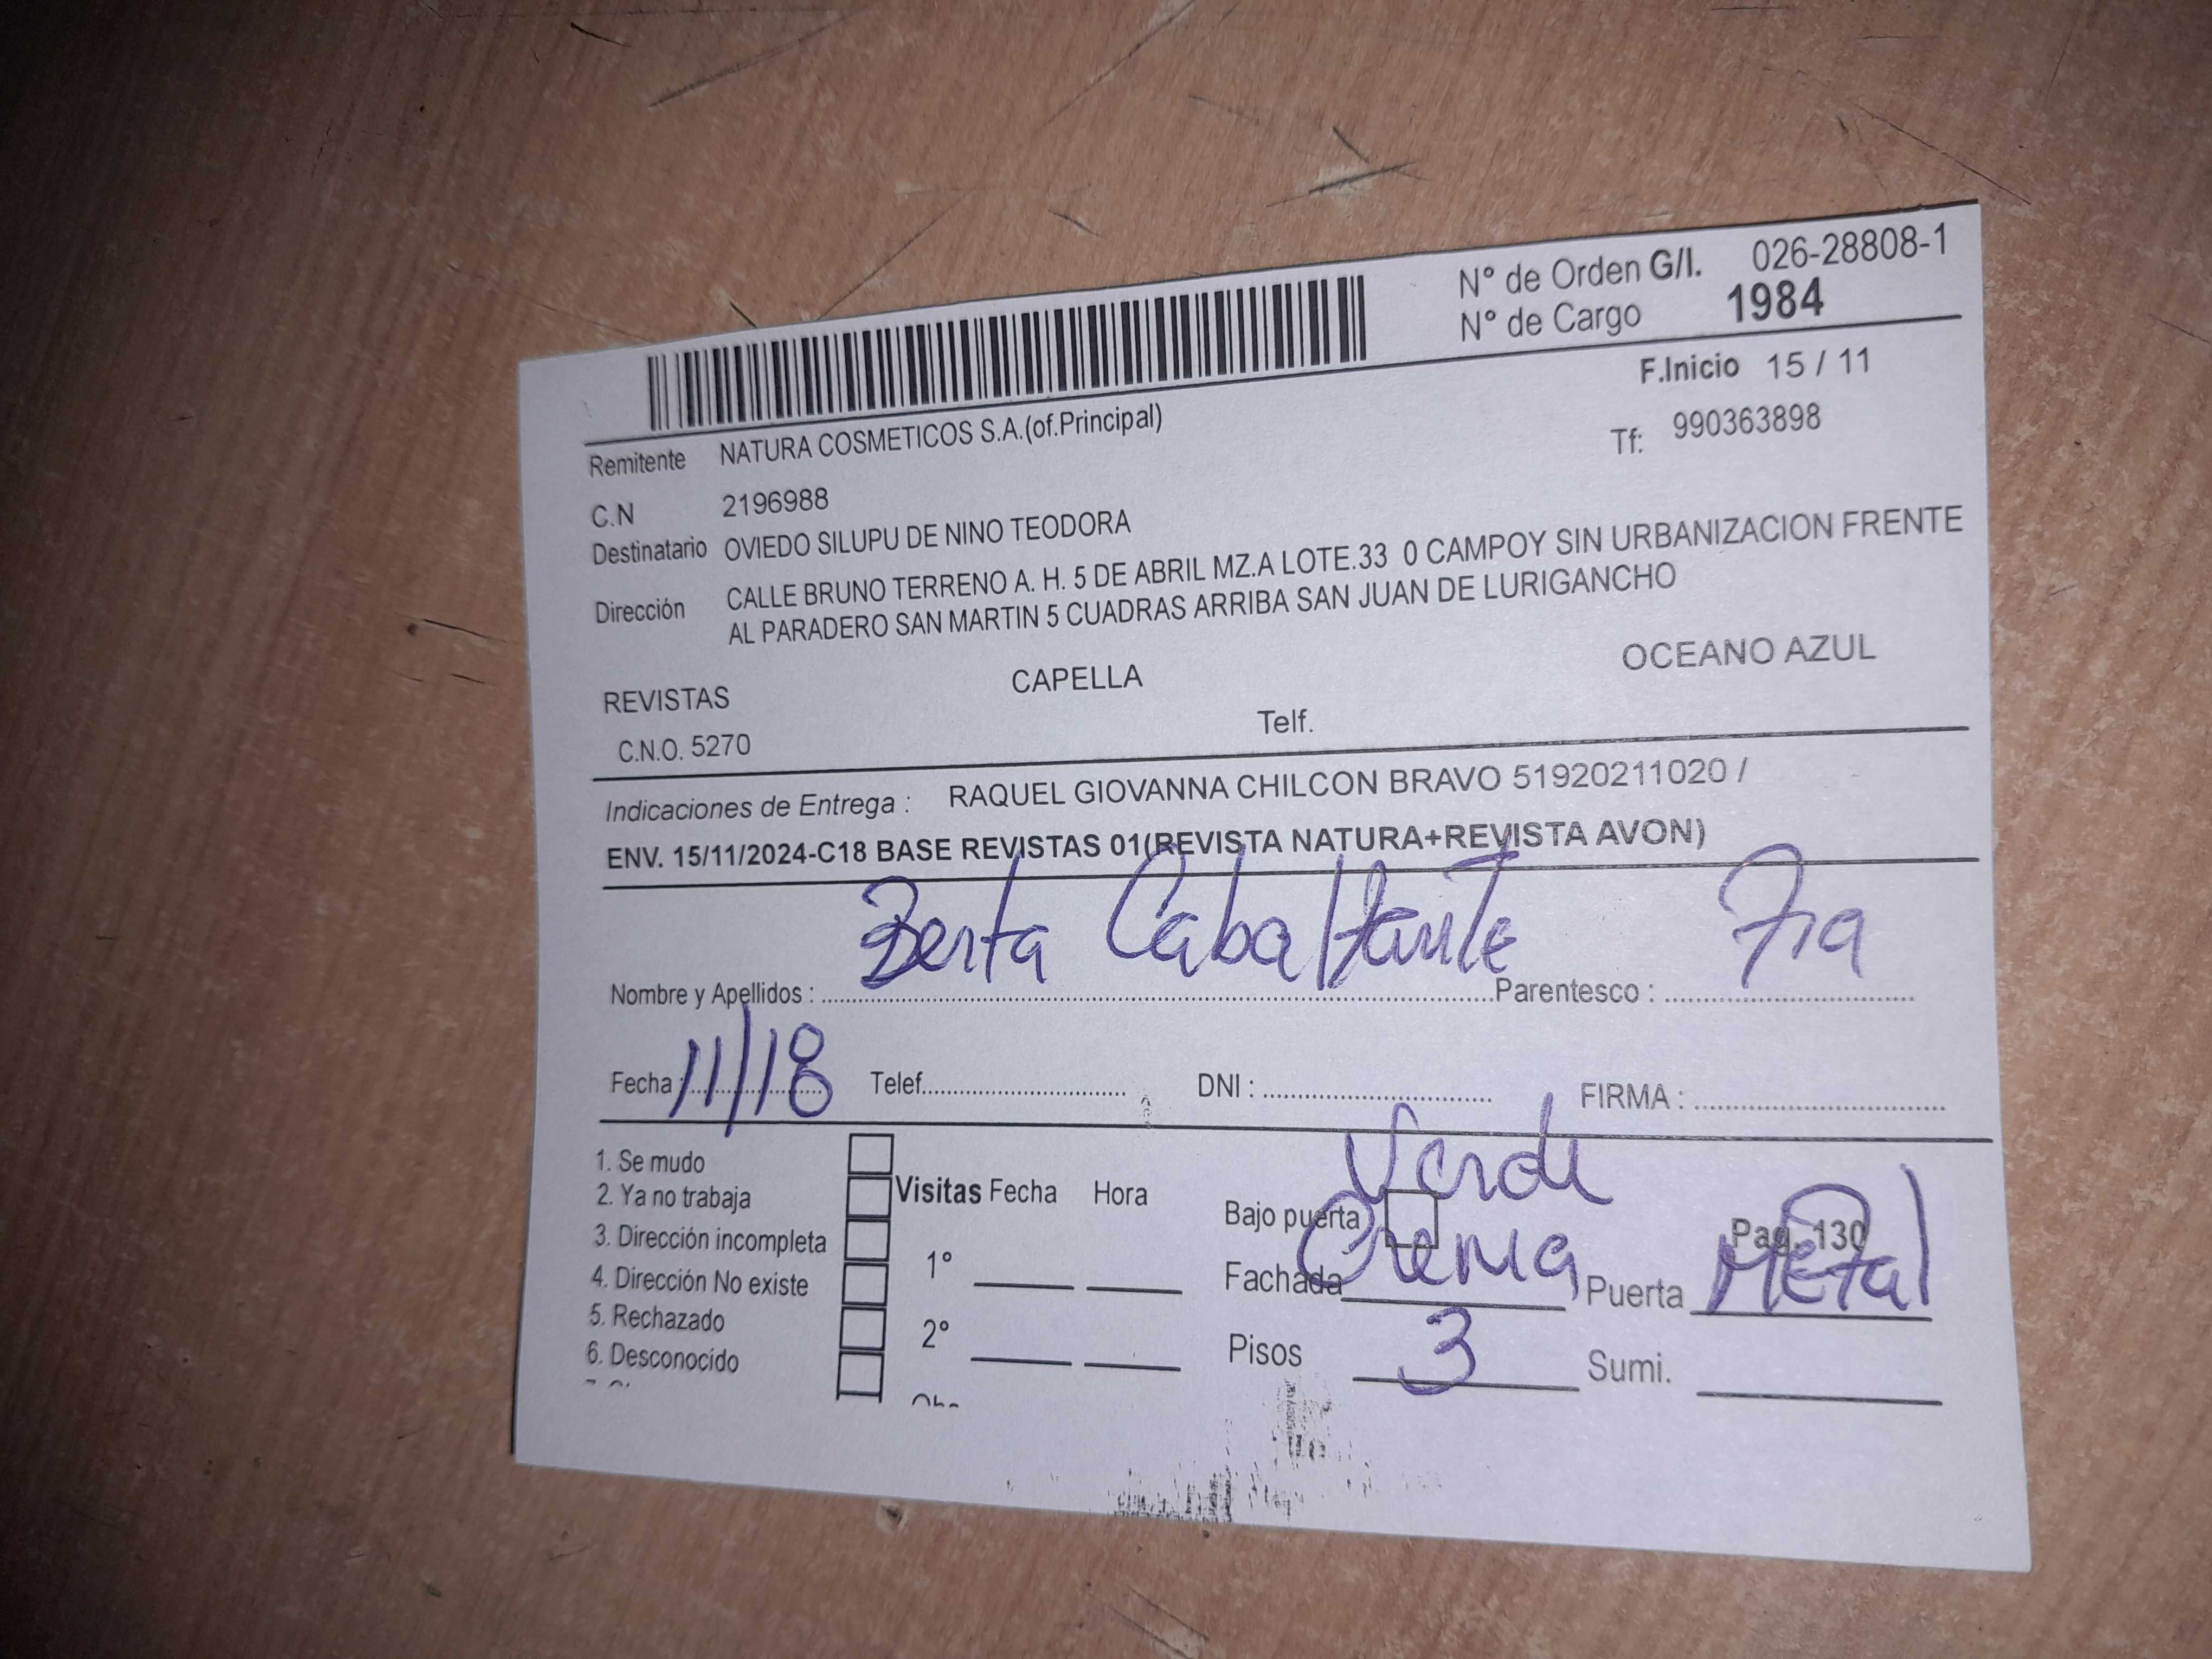 N° de Orden G/I. 026-28808-1
N° de Cargo 1984
F.Inicio 15 / 11
Remitente NATURA COSMETICOS S.A.(of.Principal)
Tf: 990363898
C.N 2196988
Destinatario OVIEDO SILUPU DE NINO TEODORA
Dirección CALLE BRUNO TERRENO A. H. 5 DE ABRIL MZ.A LOTE.33 0 CAMPOY SIN URBANIZACION FRENTE
AL PARADERO SAN MARTIN 5 CUADRAS ARRIBA SAN JUAN DE LURIGANCHO
REVISTAS CAPELLA OCEANO AZUL
C.N.O. 5270 Telf.
Indicaciones de Entrega : RAQUEL GIOVANNA CHILCON BRAVO 51920211020 /
ENV. 15/11/2024-C18 BASE REVISTAS 01(REVISTA NATURA+REVISTA AVON)
Nombre y Apellidos : Berta Parentesco :
Fecha : 11/18 Telef. DNI : FIRMA :
1. Se mudo
2. Ya no trabaja
3. Dirección incompleta
4. Dirección No existe
5. Rechazado
6. Desconocido
Visitas Fecha Hora
1°
2°
Verde
Bajo puerta Pag. 130
Fachada Crema Puerta Metal
Pisos 3 Sumi.